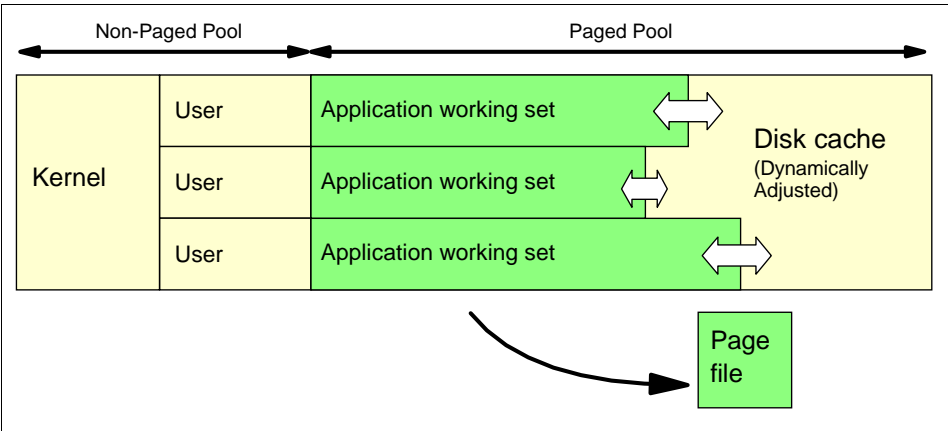 Non-Paged Pool
Paged Pool
Kernel
User
Application working set
User
Application working set
User
Application working set
Disk cache
(Dynamically
Adjusted)
Page
file